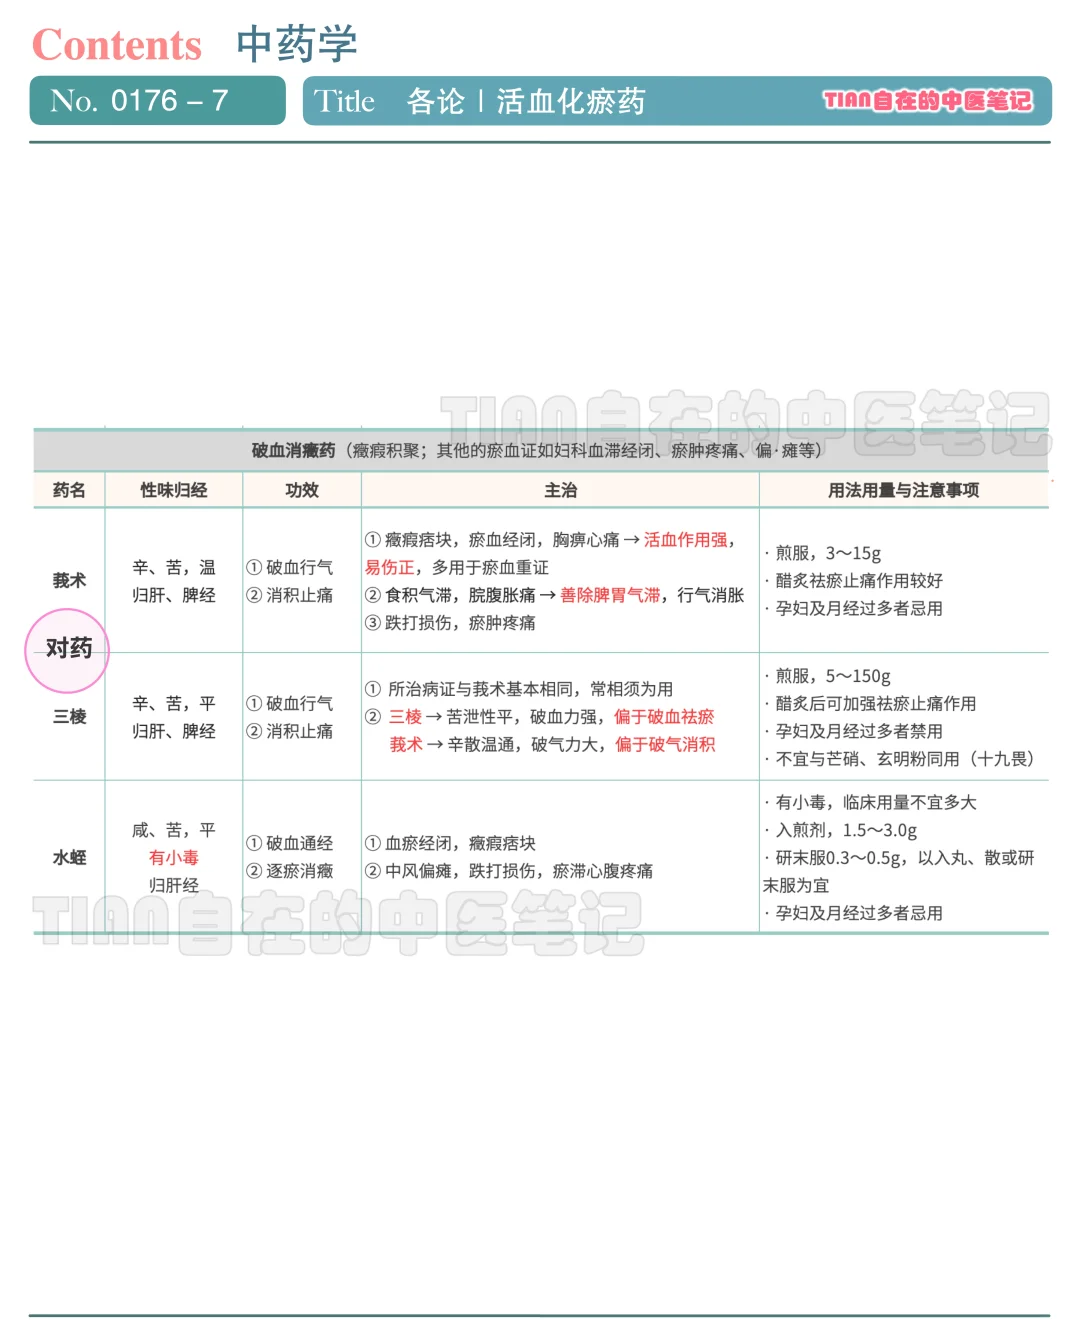 Contents 中药学
No. 0176 – 7
Title 各论 | 活血化瘀药
TIAN自在的中医笔记
TIAN自在的中医笔记
破血消癥药（癥瘕积聚；其他的瘀血证如妇科血滞经闭、瘀肿疼痛、偏·瘫等）
药名 性味归经 功效 主治 用法用量与注意事项
莪术
辛、苦，温
归肝、脾经
① 破血行气
② 消积止痛
① 癥瘕痞块，瘀血经闭，胸痹心痛 → 活血作用强，
易伤正，多用于瘀血重证
② 食积气滞，脘腹胀痛 → 善除脾胃气滞，行气消胀
③ 跌打损伤，瘀肿疼痛
· 煎服，3～15g
· 醋炙祛瘀止痛作用较好
· 孕妇及月经过多者忌用
对药
三棱
辛、苦，平
归肝、脾经
① 破血行气
② 消积止痛
① 所治病证与莪术基本相同，常相须为用
② 三棱 → 苦泄性平，破血力强，偏于破血祛瘀
莪术 → 辛散温通，破气力大，偏于破气消积
· 煎服，5～150g
· 醋炙后可加强祛瘀止痛作用
· 孕妇及月经过多者禁用
· 不宜与芒硝、玄明粉同用（十九畏）
水蛭
咸、苦，平
有小毒
归肝经
① 破血通经
② 逐瘀消癥
① 血瘀经闭，癥瘕痞块
② 中风偏瘫，跌打损伤，瘀滞心腹疼痛
· 有小毒，临床用量不宜多大
· 入煎剂，1.5～3.0g
· 研末服0.3～0.5g，以入丸、散或研
末服为宜
· 孕妇及月经过多者忌用
TIAN自在的中医笔记